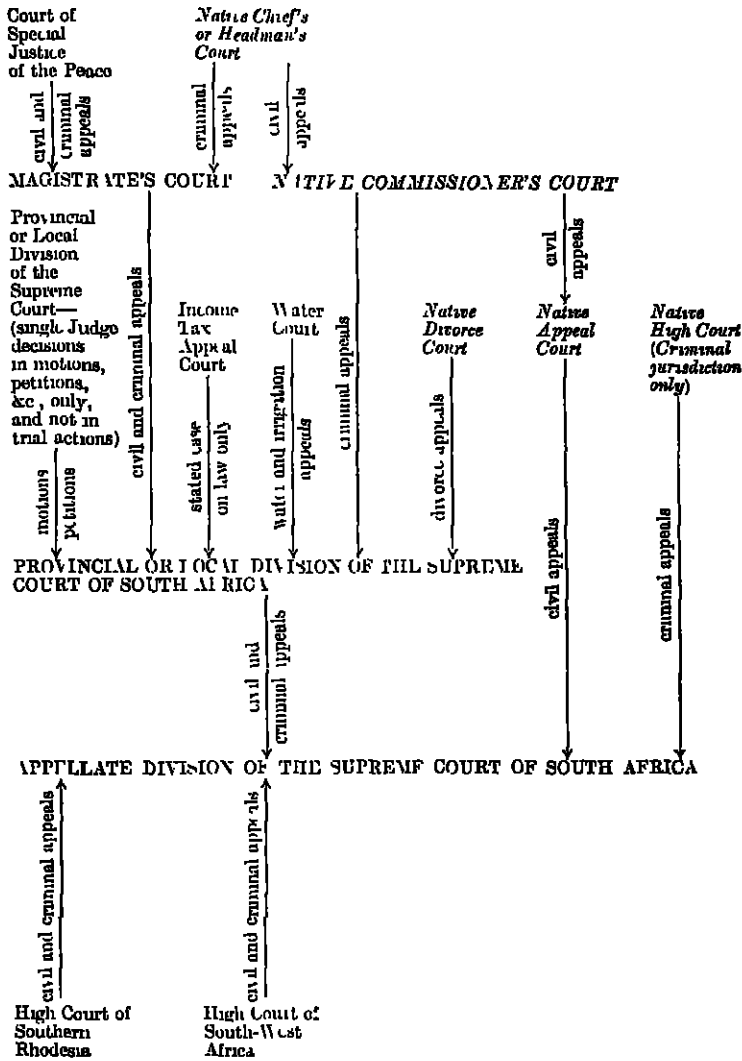 Court of
Special
Justice
of the Peace
Native Chief's
or Headman's
Court
civil and
criminal
appeals
criminal
appeals
civil
appeals
MAGISTRATE'S COURT
NATIVE COMMISSIONER'S COURT
Provincial
or Local
Division
of the
Supreme
Court—
(single Judge
decisions
in motions,
petitions,
&c, only,
and not in
trial actions)
civil and criminal appeals
Income
Tax
Appeal
Court
Water
Court
criminal appeals
Native
Divorce
Court
civil
appeals
Native
Appeal
Court
Native
High Court
(Criminal
jurisdiction
only)
motions
petitions
stated case
on law only
water and irrigation
appeals
divorce appeals
civil appeals
criminal appeals
PROVINCIAL OR LOCAL DIVISION OF THE SUPREME
COURT OF SOUTH AFRICA
civil and
criminal appeals
APPELLATE DIVISION OF THE SUPREME COURT OF SOUTH AFRICA
civil and criminal appeals
civil and criminal appeals
High Court of
Southern
Rhodesia
High Court of
South-West
Africa